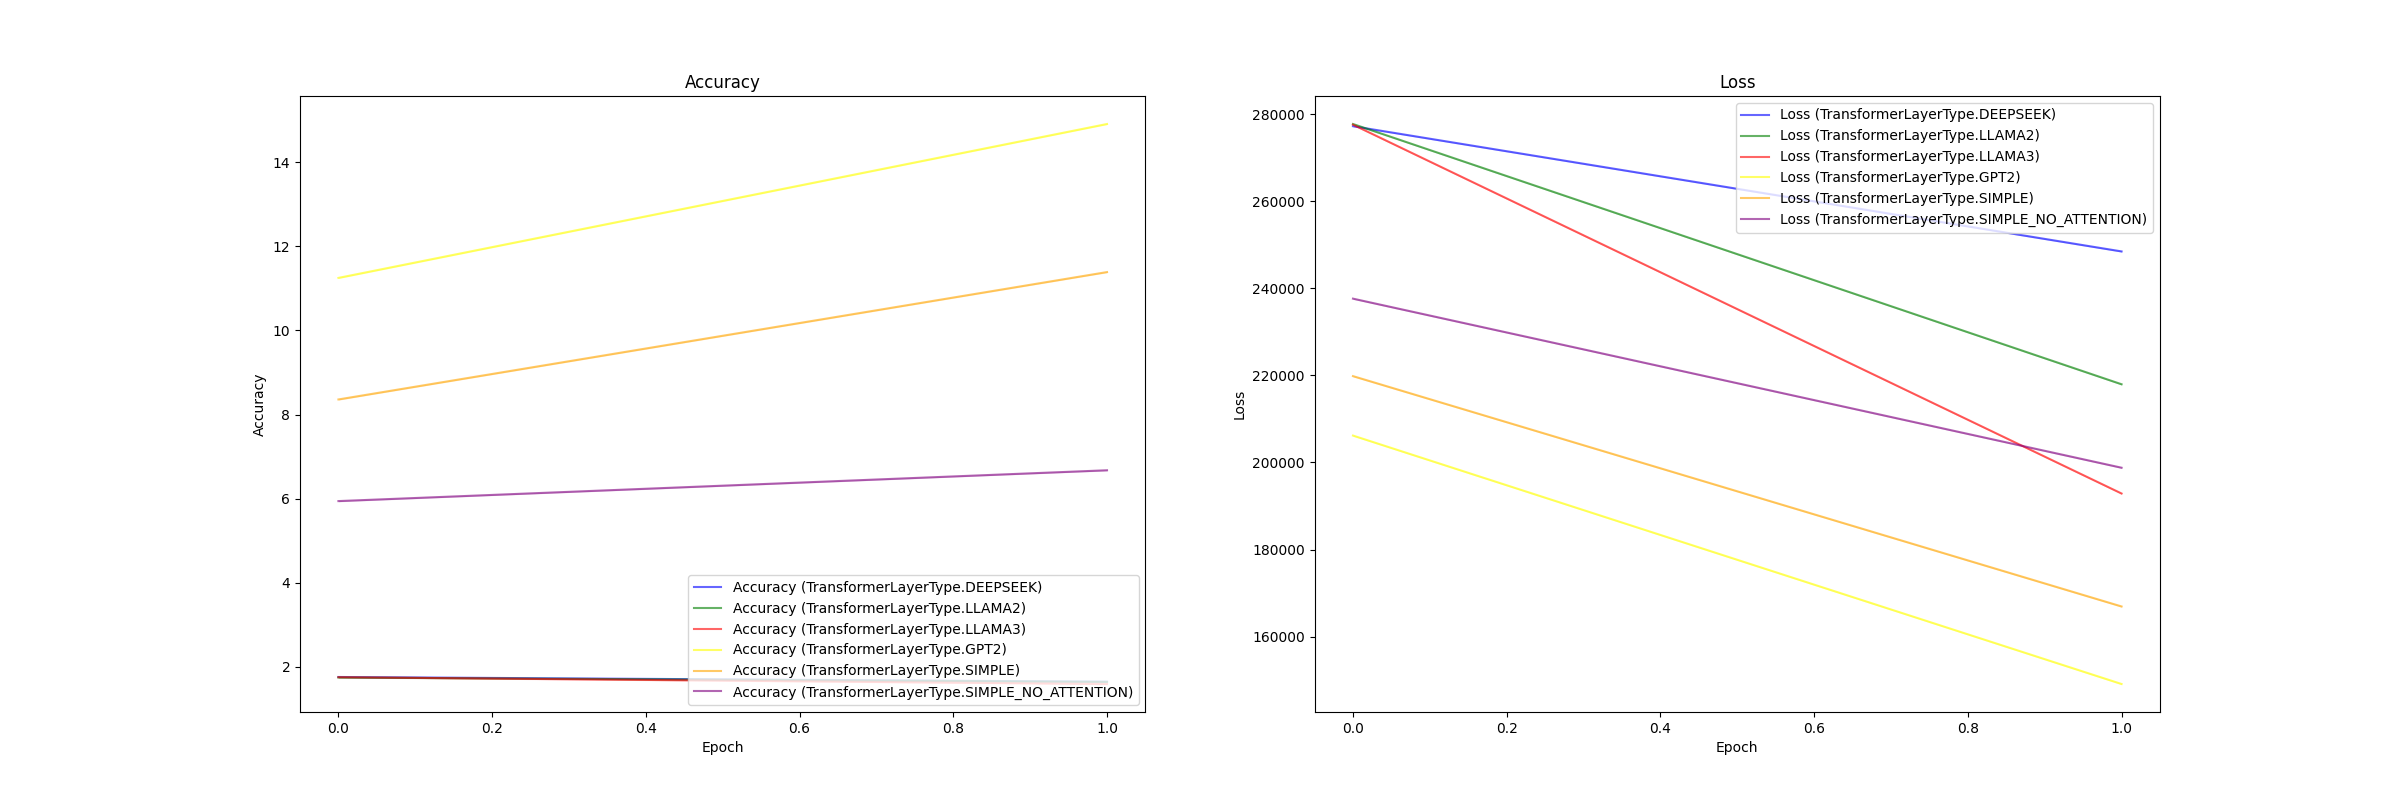 Accuracy
14
12
10
8
6
4
2
Accuracy
Accuracy (TransformerLayerType.DEEPSEEK)
Accuracy (TransformerLayerType.LLAMA2)
Accuracy (TransformerLayerType.LLAMA3)
Accuracy (TransformerLayerType.GPT2)
Accuracy (TransformerLayerType.SIMPLE)
Accuracy (TransformerLayerType.SIMPLE_NO_ATTENTION)
0.0 0.2 0.4 0.6 0.8 1.0
Epoch
Loss
280000
260000
240000
220000
200000
180000
160000
Loss
Loss (TransformerLayerType.DEEPSEEK)
Loss (TransformerLayerType.LLAMA2)
Loss (TransformerLayerType.LLAMA3)
Loss (TransformerLayerType.GPT2)
Loss (TransformerLayerType.SIMPLE)
Loss (TransformerLayerType.SIMPLE_NO_ATTENTION)
0.0 0.2 0.4 0.6 0.8 1.0
Epoch